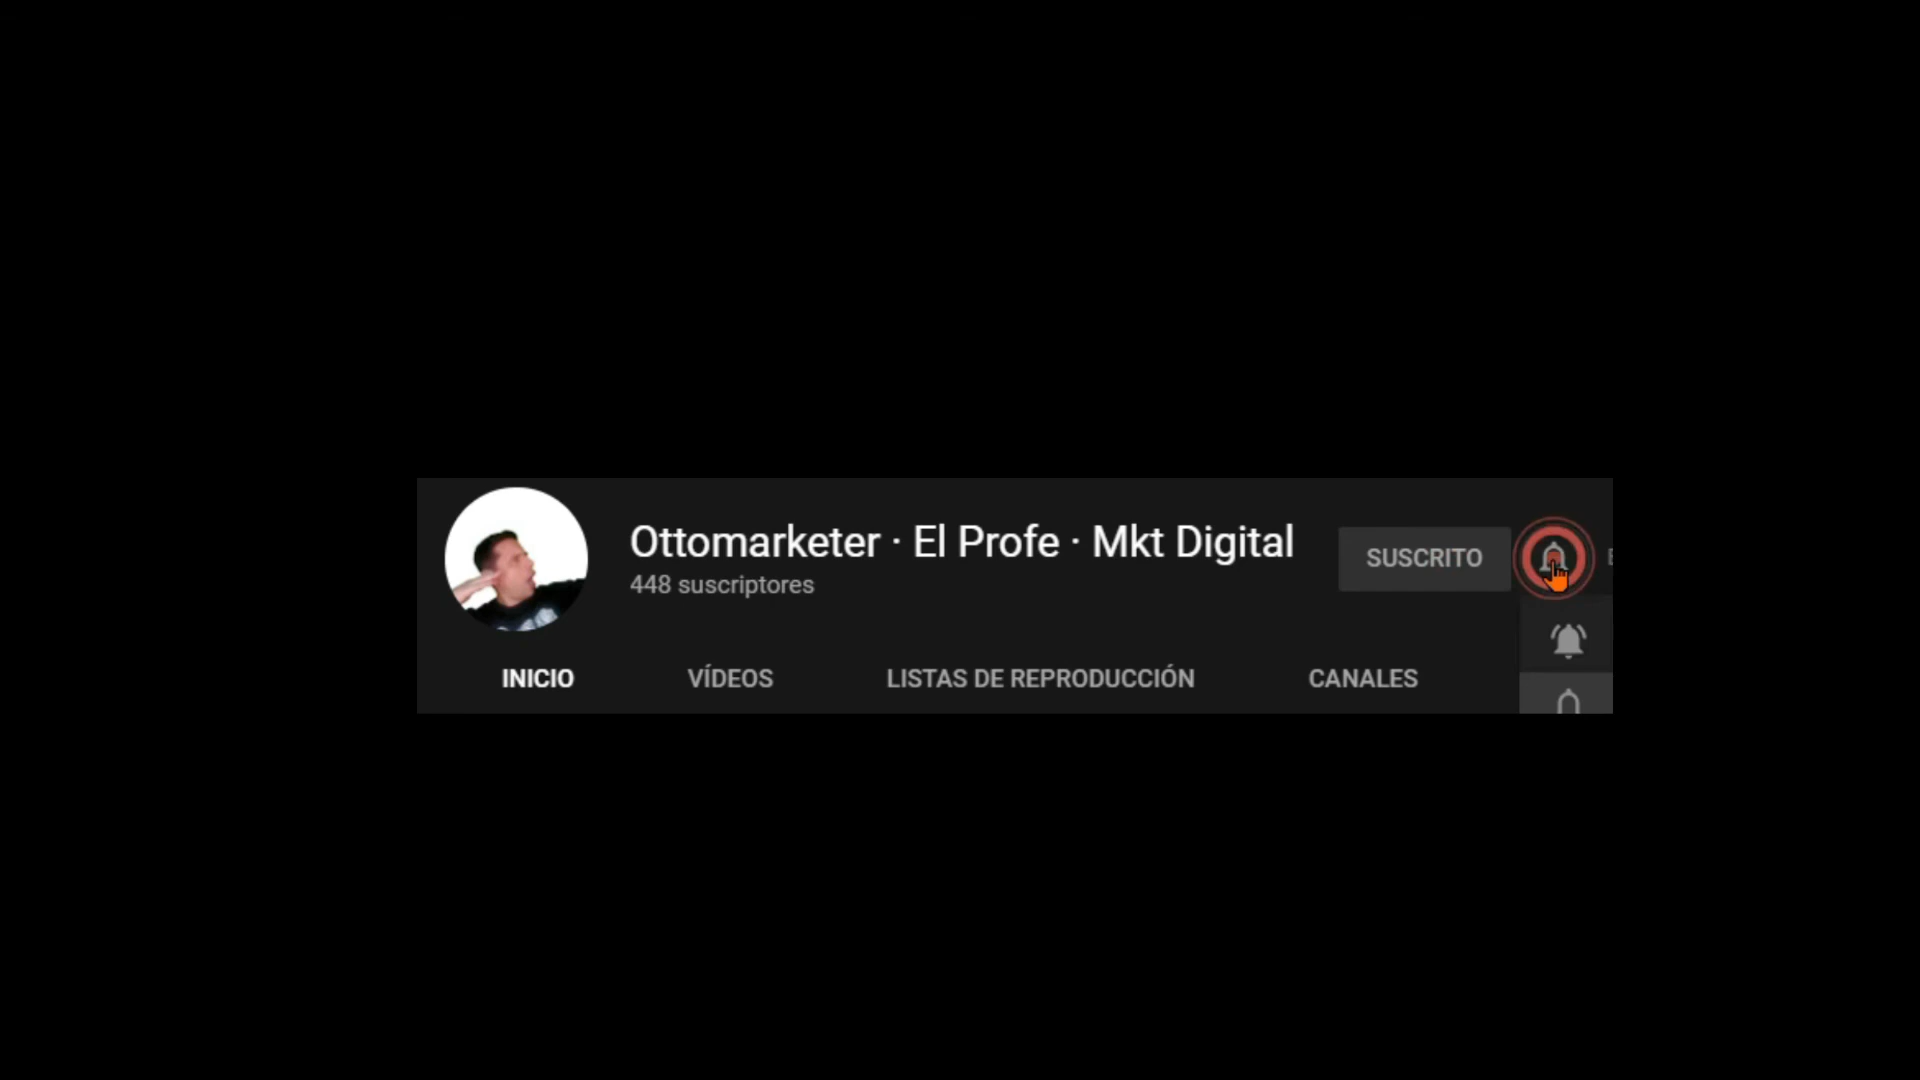 Ottomarketer · El Profe · Mkt Digital
448 suscriptores
SUSCRITO
INICIO
VÍDEOS
LISTAS DE REPRODUCCIÓN
CANALES